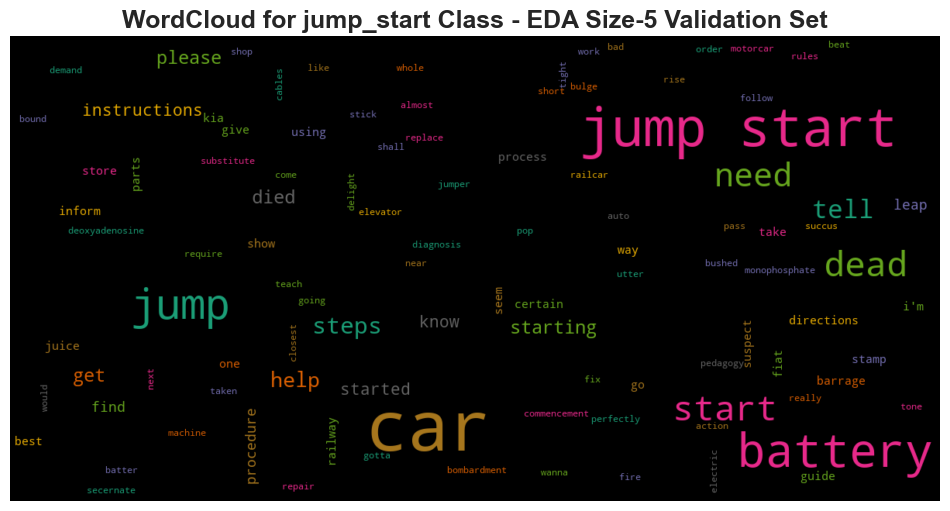 WordCloud for jump_start Class - EDA Size-5 Validation Set
demand
please
shop
cables
like
whole
work
bad
tight
short
bulge
order
motorcar
rules
beat
rise
follow
bound
instructions
kia
give
using
stick
almost
replace
shall
jump start
store
parts
substitute
come
delight
jumper
process
railcar
need
died
inform
elevator
auto
tell
leap
deoxyadenosine
require
show
diagnosis
near
pop
way
utter
pass
take
succus
bushed
monophosphate
dead
teach
going
jump
steps
know
seem
certain
starting
directions
i'm
juice
closest
suspect
fiat
pedagogy
stamp
get
next
one
help
started
would
taken
fix
go
barrage
really
find
commencement
perfectly
start
action
tone
best
machine
procedure
railway
car
gotta
battery
batter
bombardment
wanna
fire
electric
guide
secernate
repair